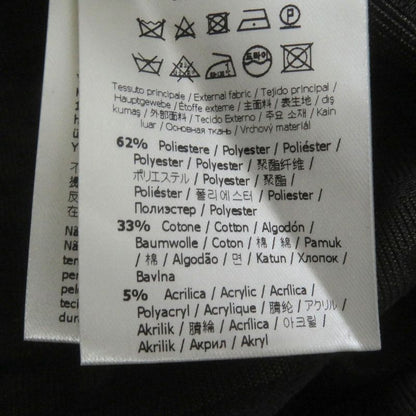 Tessuto principale / External fabric / Tejido principal /
Hauptgewebe / Étoffe externe / 主面料 / 表生地 / dış
kumaş / 外部面料 / Tecido Externo / 주요 소재 / Kain
luar / Основная ткань / Vrchový materiál
62% Poliestere / Polyester / Poliéster /
Polyester / Polyester / 聚酯纤维 /
ポリエステル / Polyester / 聚酯 /
Poliéster / 폴리에스터 / Poliester /
Полиэстер / Polyester
33% Cotone / Cotton / Algodón /
Baumwolle / Coton / 棉 / 綿 / Pamuk
/ 棉 / Algodão / 면 / Katun / Хлопок /
Bavlna
5% Acrilica / Acrylic / Acrílica /
Polyacryl / Acrylique / 腈纶 / アクリル /
Akrilik / 腈綸 / Acrílica / 아크릴 /
Akrilik / Акрил / Akryl